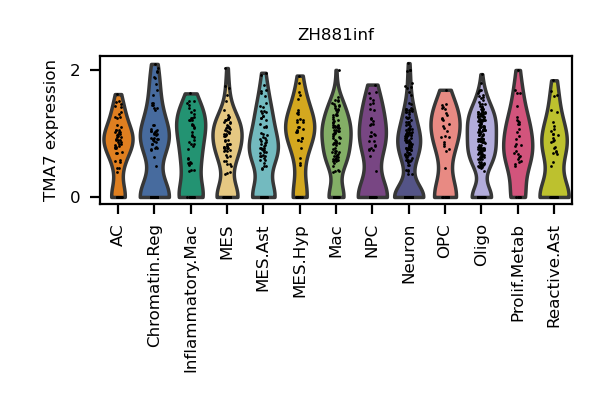 ZH881inf
TMA7 expression
2
0
AC
Chromatin.Reg
Inflammatory.Mac
MES
MES.Ast
MES.Hyp
Mac
NPC
Neuron
OPC
Oligo
Prolif.Metab
Reactive.Ast